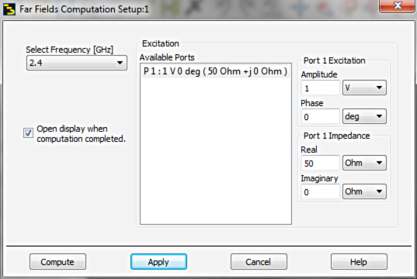 Far Fields Computation Setup:1
Select Frequency [GHz]
2.4
Open display when
computation completed.
Excitation
Available Ports
P 1 : 1 V 0 deg ( 50 Ohm +j 0 Ohm )
Port 1 Excitation
Amplitude
1 V
Phase
0 deg
Port 1 Impedance
Real
50 Ohm
Imaginary
0 Ohm
Compute Apply Cancel Help